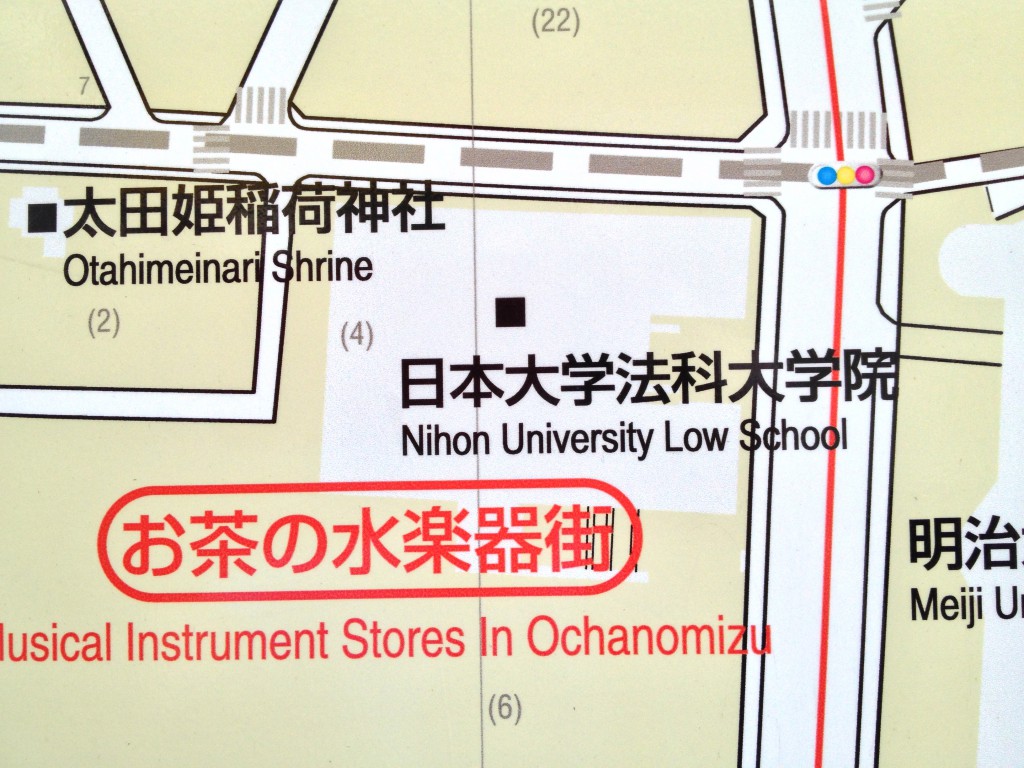 (22)
7
太田姫稲荷神社
Otahimeinari Shrine
(2)
(4)
日本大学法科大学院
Nihon University Low School
お茶の水楽器街
usical Instrument Stores In Ochanomizu
明治
Meiji
(6)